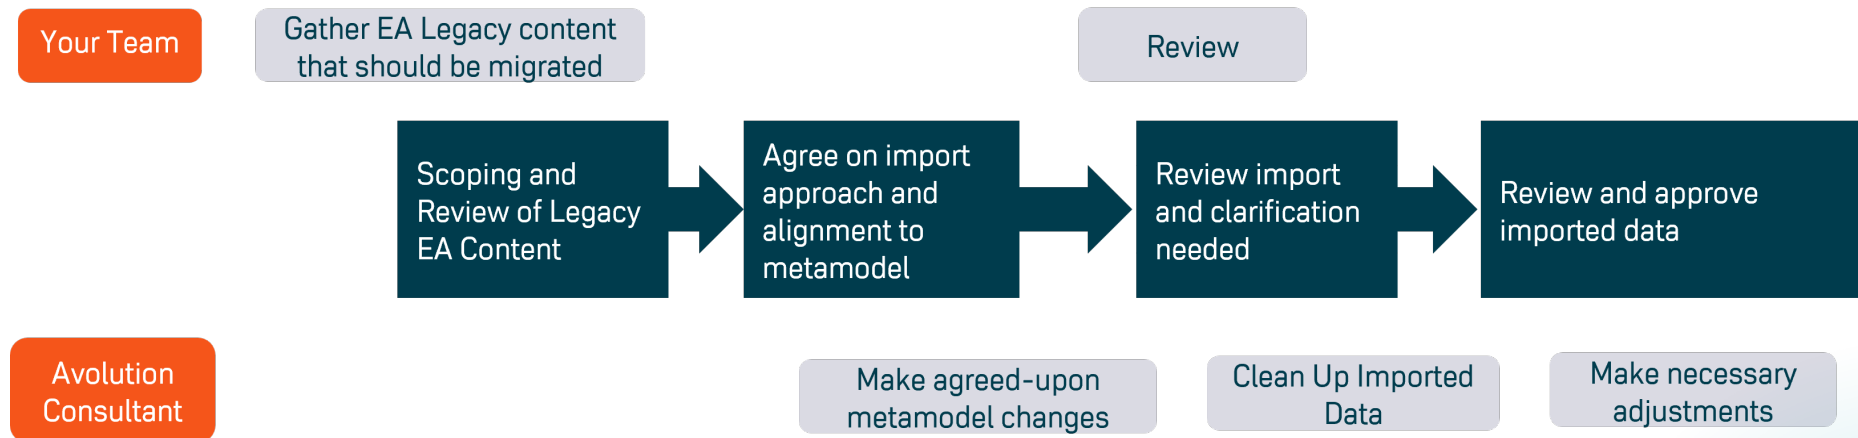 Your Team
Gather EA Legacy content
that should be migrated
Review
Scoping and
Review of Legacy
EA Content
Agree on import
approach and
alignment to
metamodel
Review import
and clarification
needed
Review and approve
imported data
Avolution
Consultant
Make agreed-upon
metamodel changes
Clean Up Imported
Data
Make necessary
adjustments